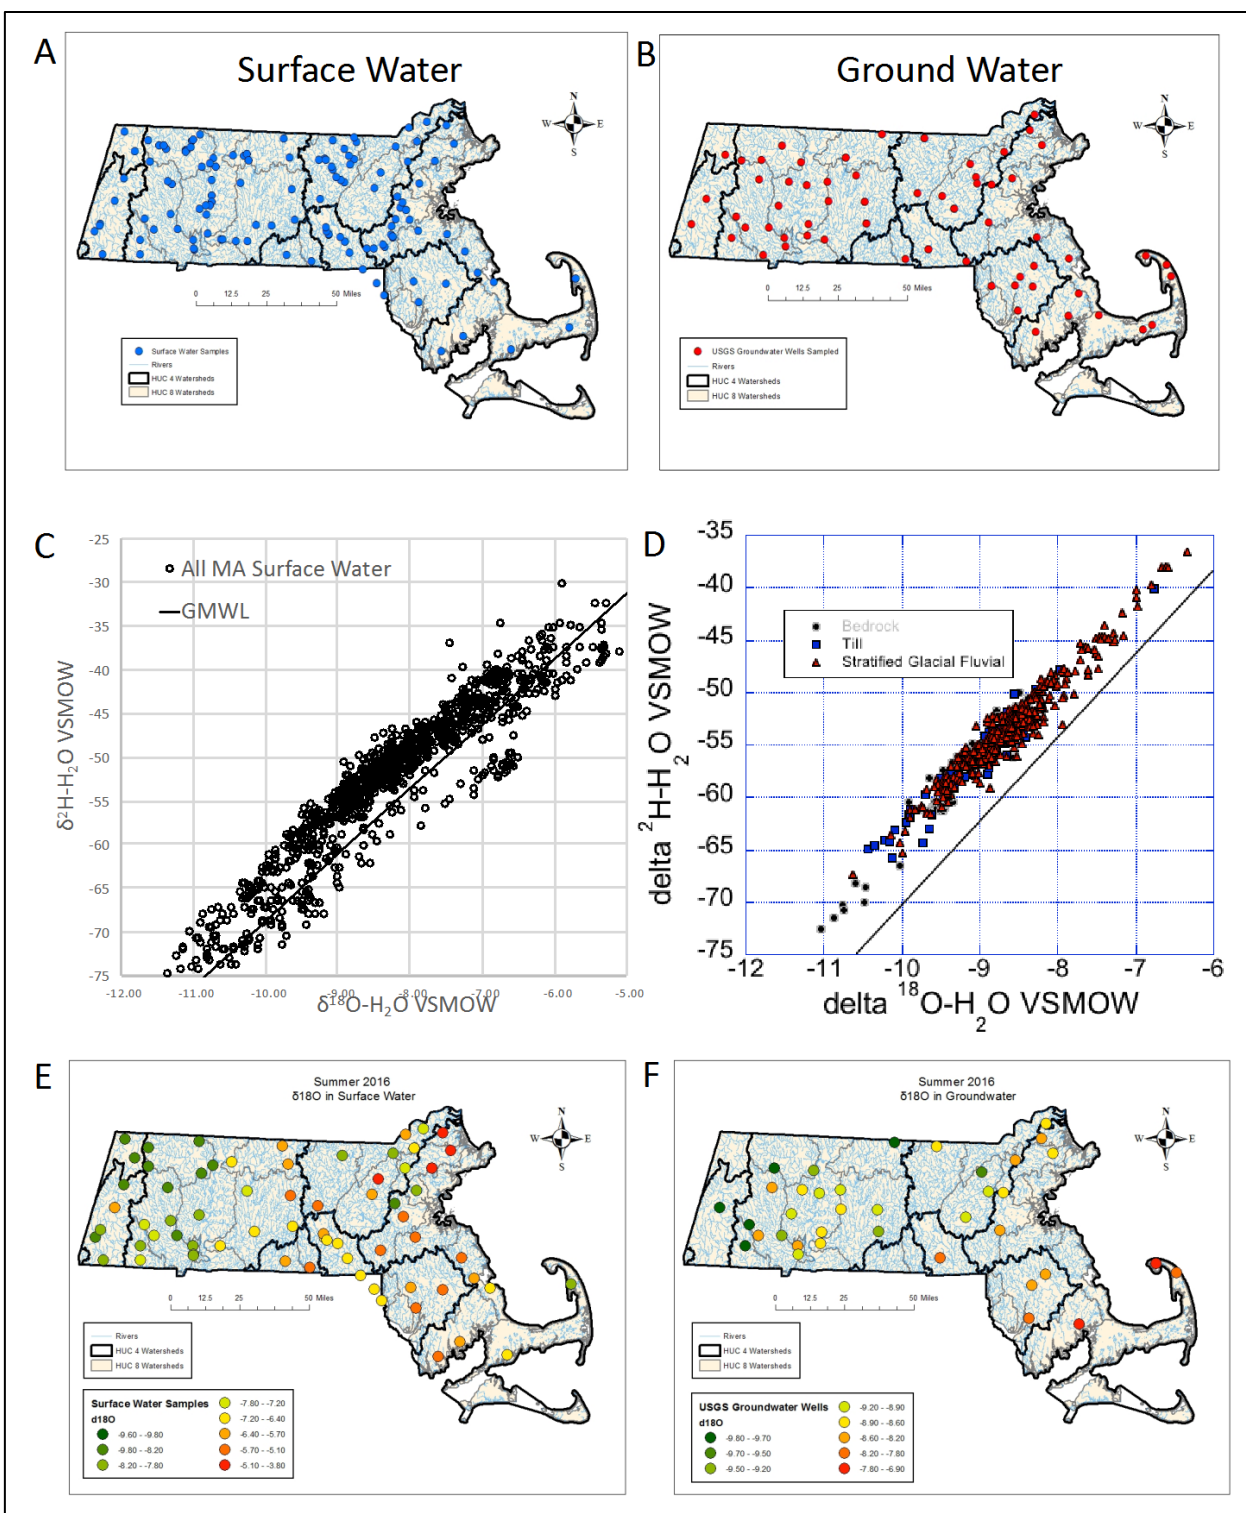 A
Surface Water
N
W
E
S
0
12.5
25
50 Miles
Surface Water Samples
Rivers
HUC 4 Watersheds
HUC 8 Watersheds
B
Ground Water
N
W
E
S
0
12.5
25
50 Miles
USGS Groundwater Wells Sampled
Rivers
HUC 4 Watersheds
HUC 8 Watersheds
C
-25
-30
-35
-40
-45
-50
-55
-60
-65
-70
-75
δ²H-H₂O VSMOW
All MA Surface Water
GMWL
-12.00
-11.00
-10.00
-9.00
-8.00
-7.00
-6.00
-5.00
δ¹⁸O-H₂O VSMOW
D
-35
-40
-45
-50
-55
-60
-65
-70
-75
delta ²H-H₂O VSMOW
Bedrock
Till
Stratified Glacial Fluvial
-12
-11
-10
-9
-8
-7
-6
delta ¹⁸O-H₂O VSMOW
E
Summer 2016
δ18O in Surface Water
N
W
E
S
0
12.5
25
50 Miles
Rivers
HUC 4 Watersheds
HUC 8 Watersheds
Surface Water Samples
d18O
-9.60 - -9.80
-9.80 - -8.20
-8.20 - -7.80
-7.80 - -7.20
-7.20 - -6.40
-6.40 - -5.70
-5.70 - -5.10
-5.10 - -3.80
F
Summer 2016
δ18O in Groundwater
N
W
E
S
0
12.5
25
50 Miles
Rivers
HUC 4 Watersheds
HUC 8 Watersheds
USGS Groundwater Wells
d18O
-9.80 - -9.70
-9.70 - -9.50
-9.50 - -9.20
-9.20 - -8.90
-8.90 - -8.60
-8.60 - -8.20
-8.20 - -7.80
-7.80 - -6.90